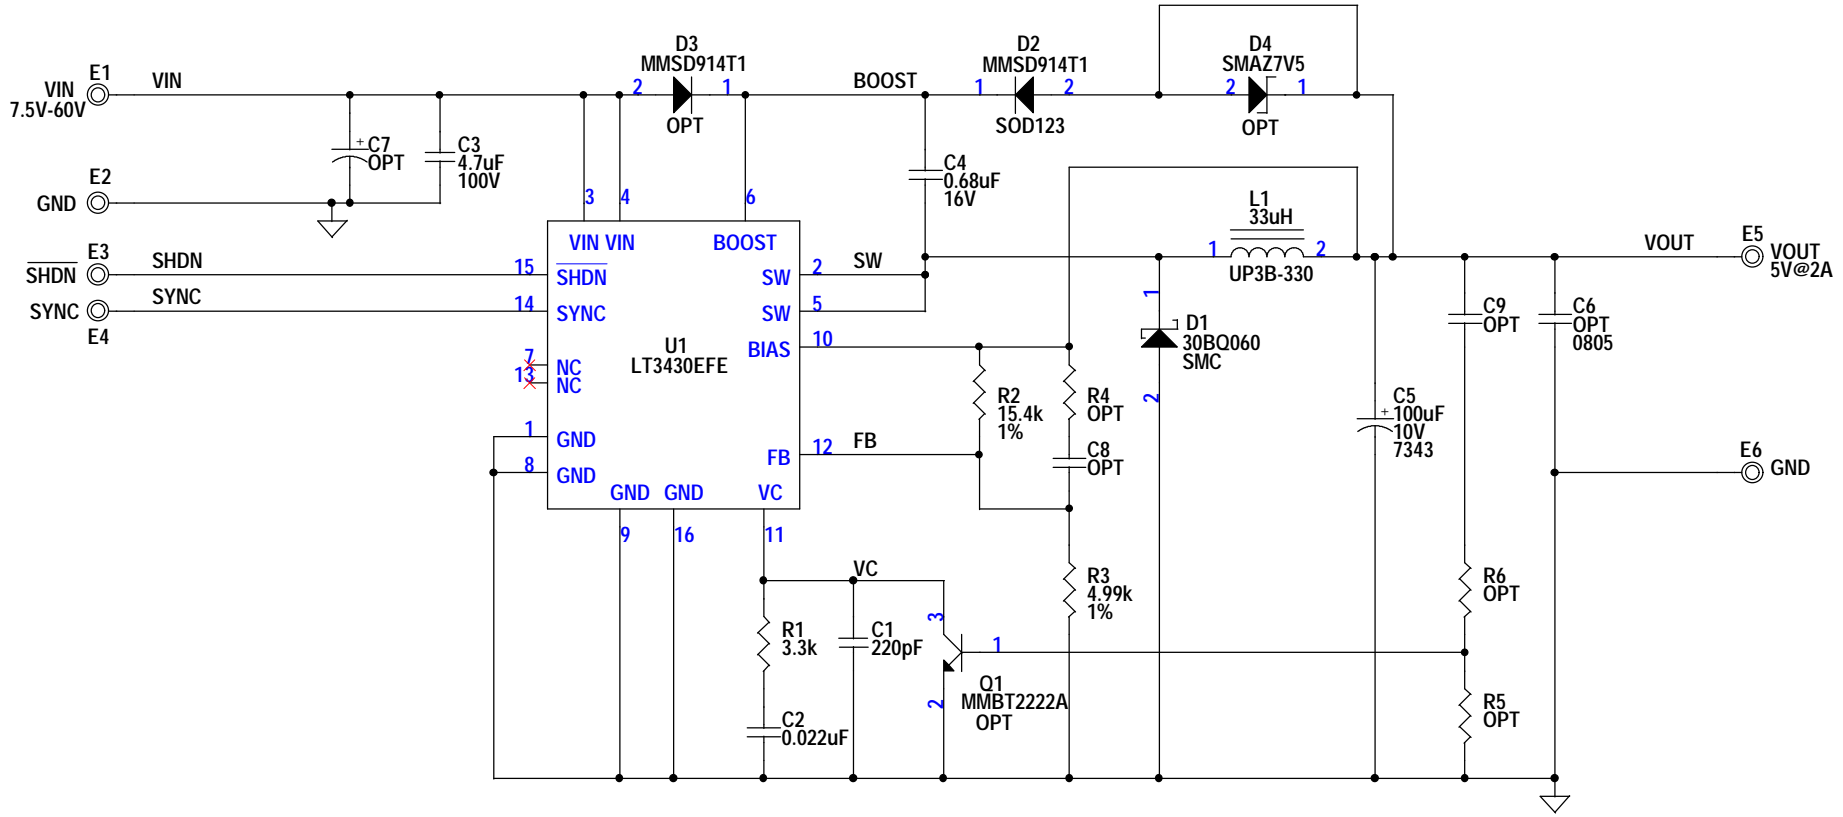 E1
VIN
7.5V-60V
VIN
D3
MMSD914T1
2
1
OPT
BOOST
D2
MMSD914T1
1
2
SOD123
D4
SMAZ7V5
2
1
OPT
+
C7
OPT
C3
4.7uF
100V
C4
0.68uF
16V
E2
GND
E3
SHDN
SHDN
E4
SYNC
SYNC
3
4
6
VIN VIN
BOOST
15
SHDN
14
SYNC
7
NC
13
NC
1
GND
8
GND
GND
GND
VC
9
16
11
U1
LT3430EFE
SW
2
SW
SW
5
BIAS
10
FB
12
FB
L1
33uH
1
2
UP3B-330
1
D1
30BQ060
SMC
2
VOUT
E5
VOUT
5V@2A
C9
OPT
C6
OPT
0805
R2
15.4k
1%
R4
OPT
C8
OPT
+
C5
100uF
10V
7343
E6
GND
VC
R1
3.3k
C1
220pF
C2
0.022uF
3
1
2
Q1
MMBT2222A
OPT
R3
4.99k
1%
R6
OPT
R5
OPT